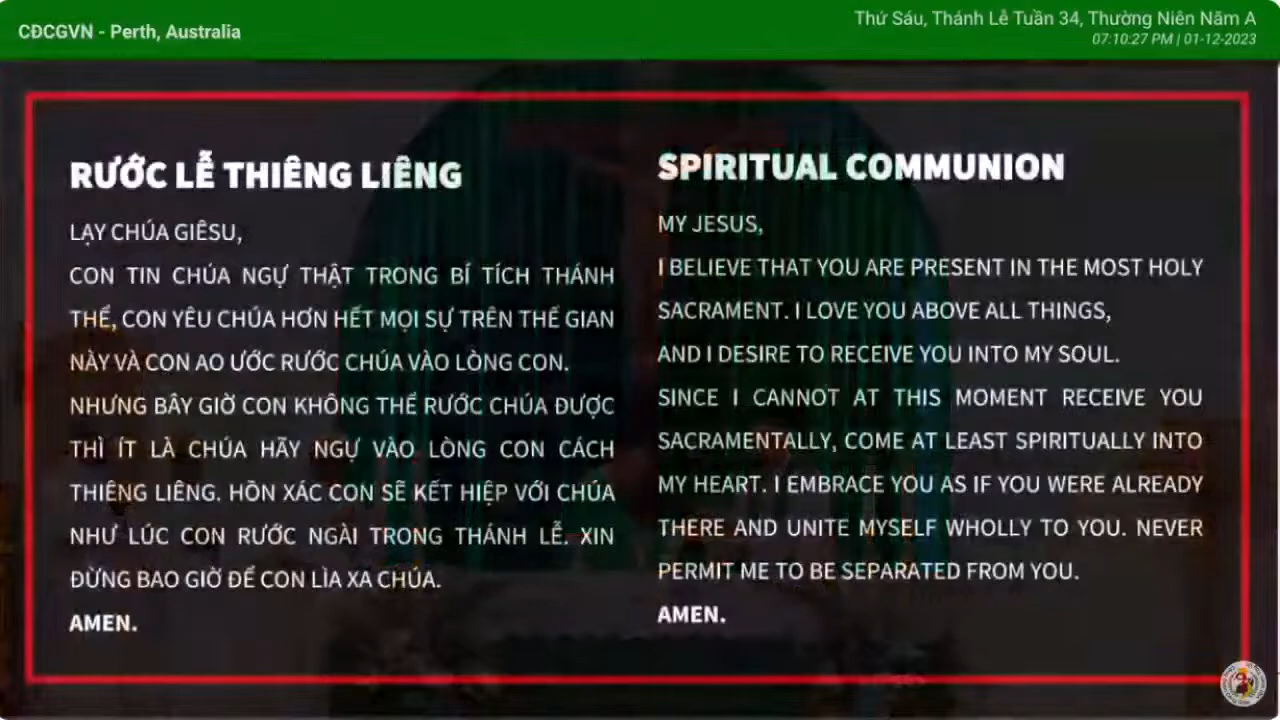 CĐCGVN - Perth, Australia
Thứ Sáu, Thánh Lễ Tuần 34, Thường Niên Năm A
07:10:27 PM | 01-12-2023
RƯỚC LỄ THIÊNG LIÊNG
LẠY CHÚA GIÊSU,
CON TIN CHÚA NGỰ THẬT TRONG BÍ TÍCH THÁNH
THỂ, CON YÊU CHÚA HƠN HẾT MỌI SỰ TRÊN THẾ GIAN
NÀY VÀ CON AO ƯỚC RƯỚC CHÚA VÀO LÒNG CON.
NHƯNG BÂY GIỜ CON KHÔNG THỂ RƯỚC CHÚA ĐƯỢC
THÌ ÍT LÀ CHÚA HÃY NGỰ VÀO LÒNG CON CÁCH
THIÊNG LIÊNG. HỒN XÁC CON SẼ KẾT HIỆP VỚI CHÚA
NHƯ LÚC CON RƯỚC NGÀI TRONG THÁNH LỄ. XIN
ĐỪNG BAO GIỜ ĐỂ CON LÌA XA CHÚA.
AMEN.
SPIRITUAL COMMUNION
MY JESUS,
I BELIEVE THAT YOU ARE PRESENT IN THE MOST HOLY
SACRAMENT. I LOVE YOU ABOVE ALL THINGS,
AND I DESIRE TO RECEIVE YOU INTO MY SOUL.
SINCE I CANNOT AT THIS MOMENT RECEIVE YOU
SACRAMENTALLY, COME AT LEAST SPIRITUALLY INTO
MY HEART. I EMBRACE YOU AS IF YOU WERE ALREADY
THERE AND UNITE MYSELF WHOLLY TO YOU. NEVER
PERMIT ME TO BE SEPARATED FROM YOU.
AMEN.